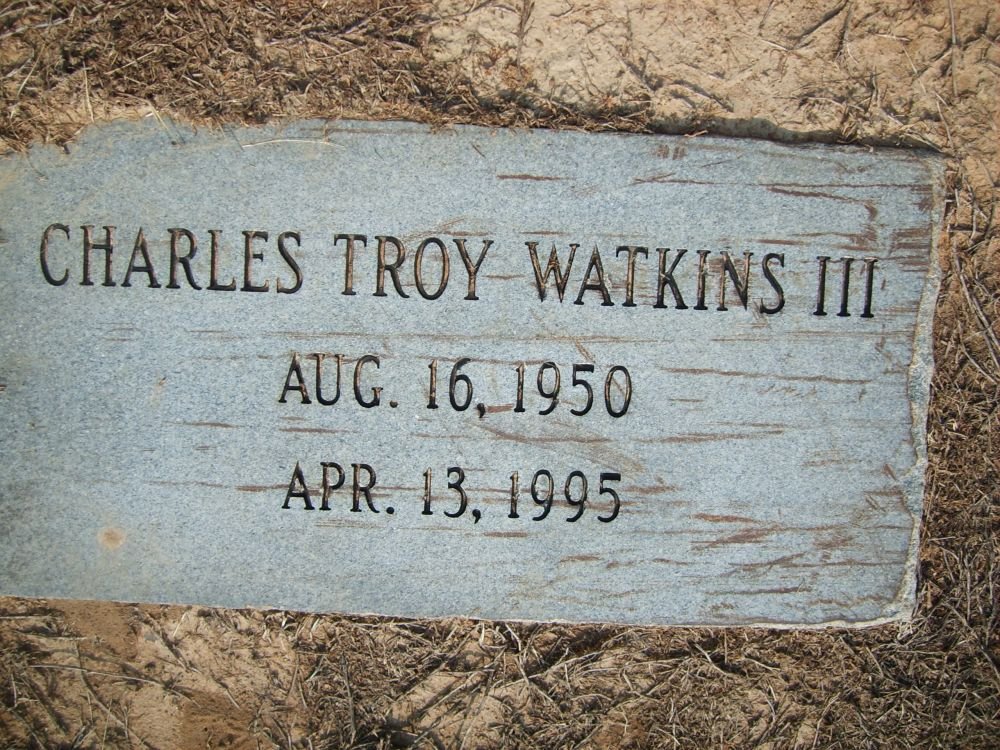 CHARLES TROY WATKINS III
AUG. 16, 1950
APR. 13, 1995